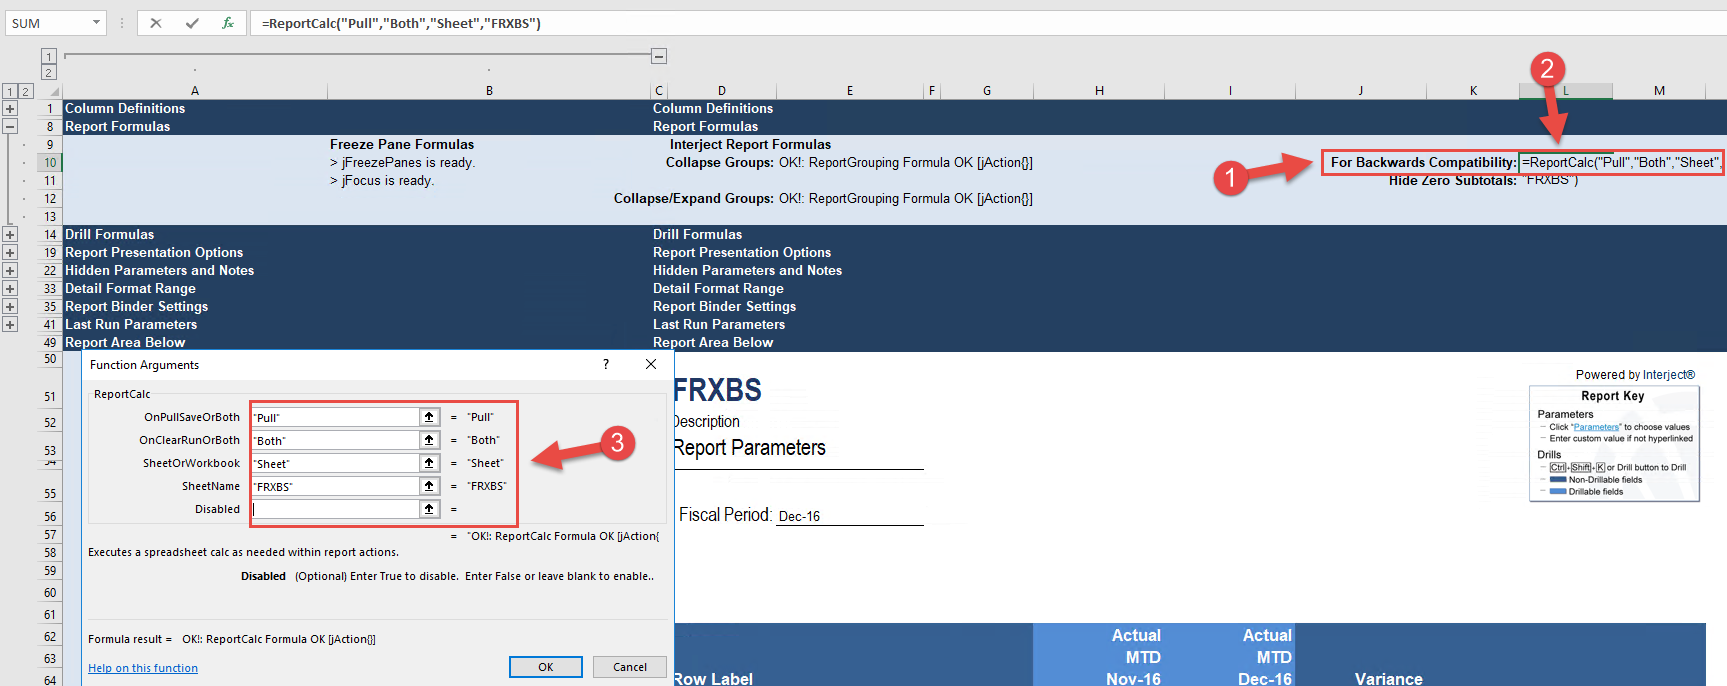 SUM
=ReportCalc("Pull","Both","Sheet","FRXBS")
1
2
1 2
A B C D E F G H I J K L M
2
1 Column Definitions Column Definitions
8 Report Formulas Report Formulas
9 Freeze Pane Formulas Interject Report Formulas
10 > jFreezePanes is ready. Collapse Groups: OK!: ReportGrouping Formula OK [jAction{}] 1 For Backwards Compatibility: =ReportCalc("Pull","Both","Sheet",
11 > jFocus is ready. Hide Zero Subtotals: "FRXBS")
12 Collapse/Expand Groups: OK!: ReportGrouping Formula OK [jAction{}]
13
14 Drill Formulas Drill Formulas
19 Report Presentation Options Report Presentation Options
22 Hidden Parameters and Notes Hidden Parameters and Notes
33 Detail Format Range Detail Format Range
35 Report Binder Settings Report Binder Settings
41 Last Run Parameters Last Run Parameters
49 Report Area Below Report Area Below
50
51
52
53
54
55
56
57
58
59
60
61
62
63
64
Function Arguments ?
ReportCalc
OnPullSaveOrBoth "Pull" = "Pull"
OnClearRunOrBoth "Both" = "Both"
SheetOrWorkbook "Sheet" = "Sheet"
SheetName "FRXBS" = "FRXBS"
Disabled =
3
= "OK!: ReportCalc Formula OK [jAction{
Executes a spreadsheet calc as needed within report actions.
Disabled (Optional) Enter True to disable. Enter False or leave blank to enable..
Formula result = OK!: ReportCalc Formula OK [jAction{}]
Help on this function OK Cancel
FRXBS
Description
Report Parameters
Fiscal Period: Dec-16
Powered by Interject®
Report Key
Parameters
– Click "Parameters" to choose values
– Enter custom value if not hyperlinked
Drills
– Ctrl+Shift+K or Drill button to Drill
– Non-Drillable fields
– Drillable fields
Actual Actual
MTD MTD
Row Label Nov-16 Dec-16 Variance